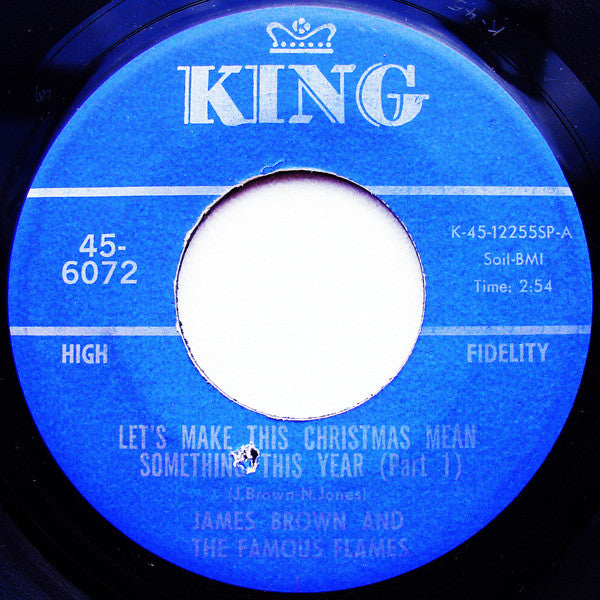 KING
45-
6072
K-45-12255SP-A
Soil-BMI
Time: 2:54
HIGH FIDELITY
LET'S MAKE THIS CHRISTMAS MEAN
SOMETHING THIS YEAR (Part 1)
(J.Brown-N.Jones)
JAMES BROWN AND
THE FAMOUS FLAMES